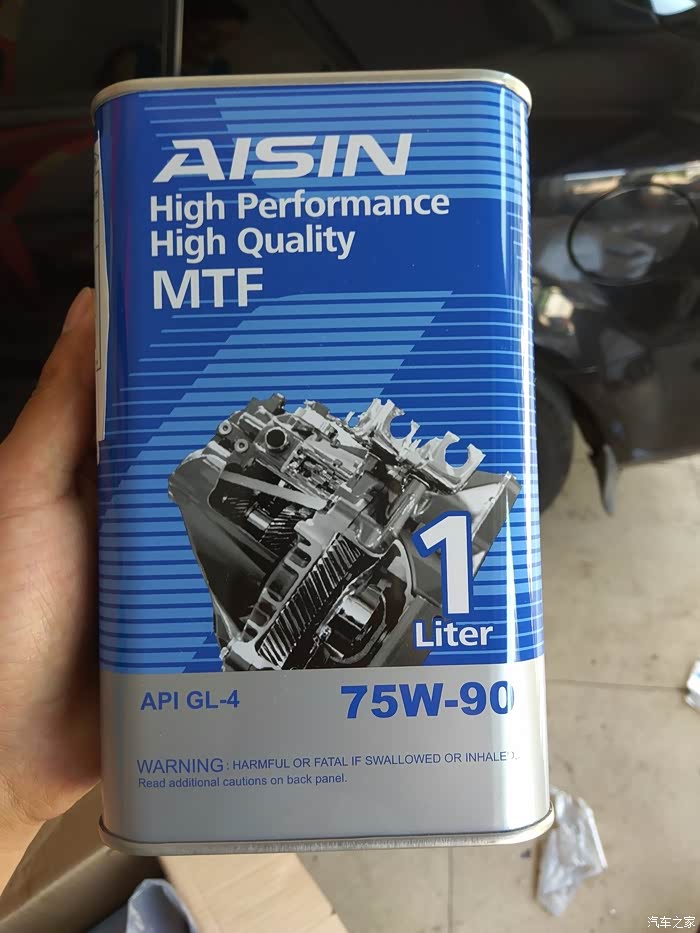 AISIN
High Performance
High Quality
MTF
1
Liter
API GL-4
75W-90
WARNING: HARMFUL OR FATAL IF SWALLOWED OR INHALED.
Read additional cautions on back panel.
汽车之家